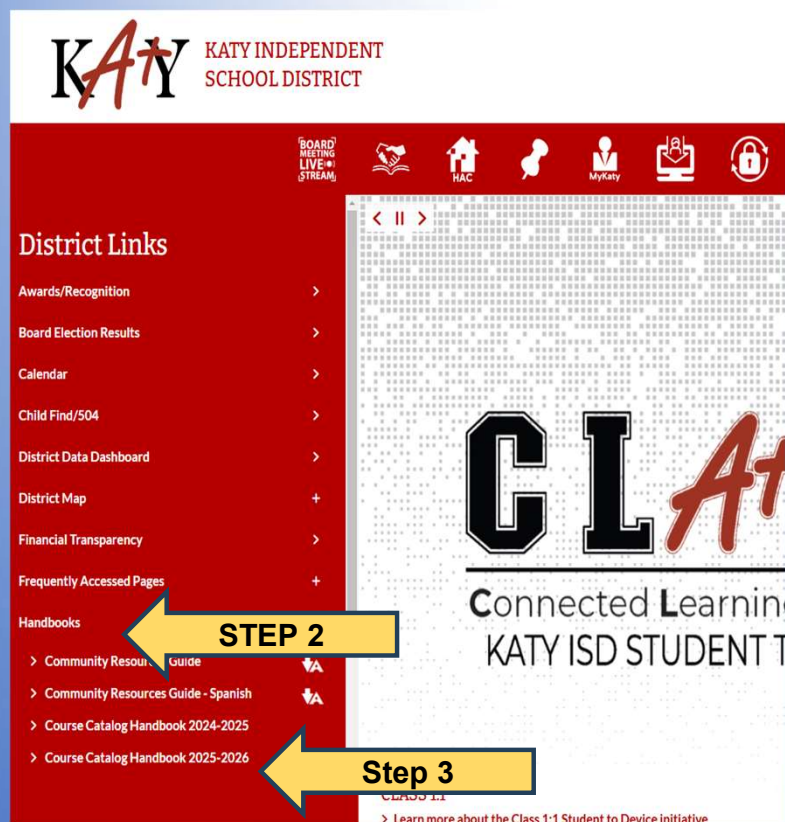 KAtY KATY INDEPENDENT
SCHOOL DISTRICT
BOARD
MEETING
LIVE
STREAM
HAC
MyKaty
District Links
Awards/Recognition
Board Election Results
Calendar
Child Find/504
District Data Dashboard
District Map
Financial Transparency
Frequently Accessed Pages
Handbooks
STEP 2
Community Resour Guide
Community Resources Guide - Spanish
Course Catalog Handbook 2024-2025
Course Catalog Handbook 2025-2026
Step 3
CLAt
Connected Learning
KATY ISD STUDENT T
CLASS 1:1
Learn more about the Class 1:1 Student to Device initiative